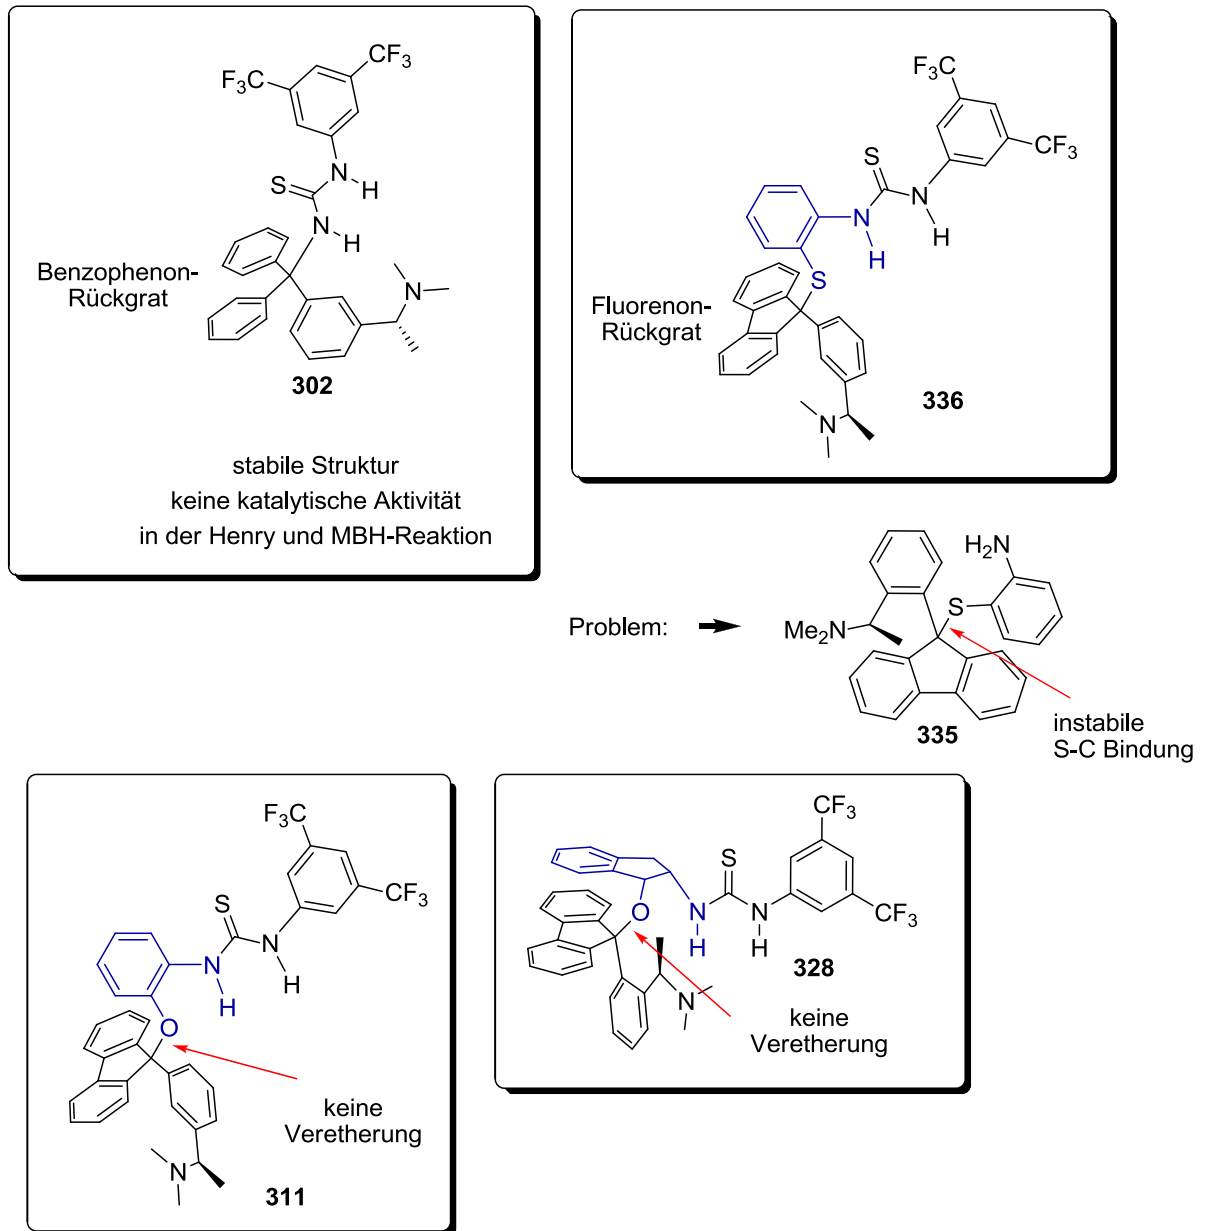 CF3
F3C
N
H
S
N
H
Benzophenon-
Rückgrat
N
302
stabile Struktur
keine katalytische Aktivität
in der Henry und MBH-Reaktion
F3C
CF3
S
N
N
H
H
S
Fluorenon-
Rückgrat
336
N
H2N
S
Problem:
Me2N
335
instabile
S-C Bindung
F3C
CF3
S
N
N
H
H
O
keine
Veretherung
N
311
CF3
S
O
N
N
CF3
H
H
328
N
keine
Veretherung